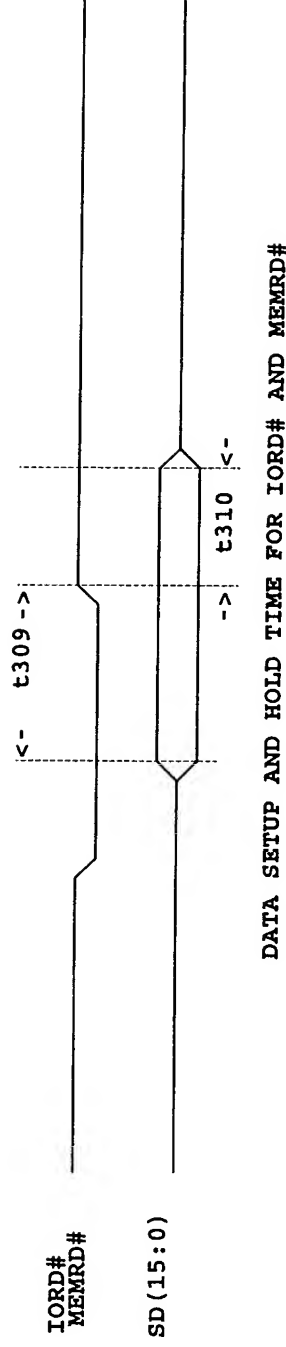 <- t309 ->
IORD#
MEMRD#
SD(15:0)
-> t310 <-
DATA SETUP AND HOLD TIME FOR IORD# AND MEMRD#